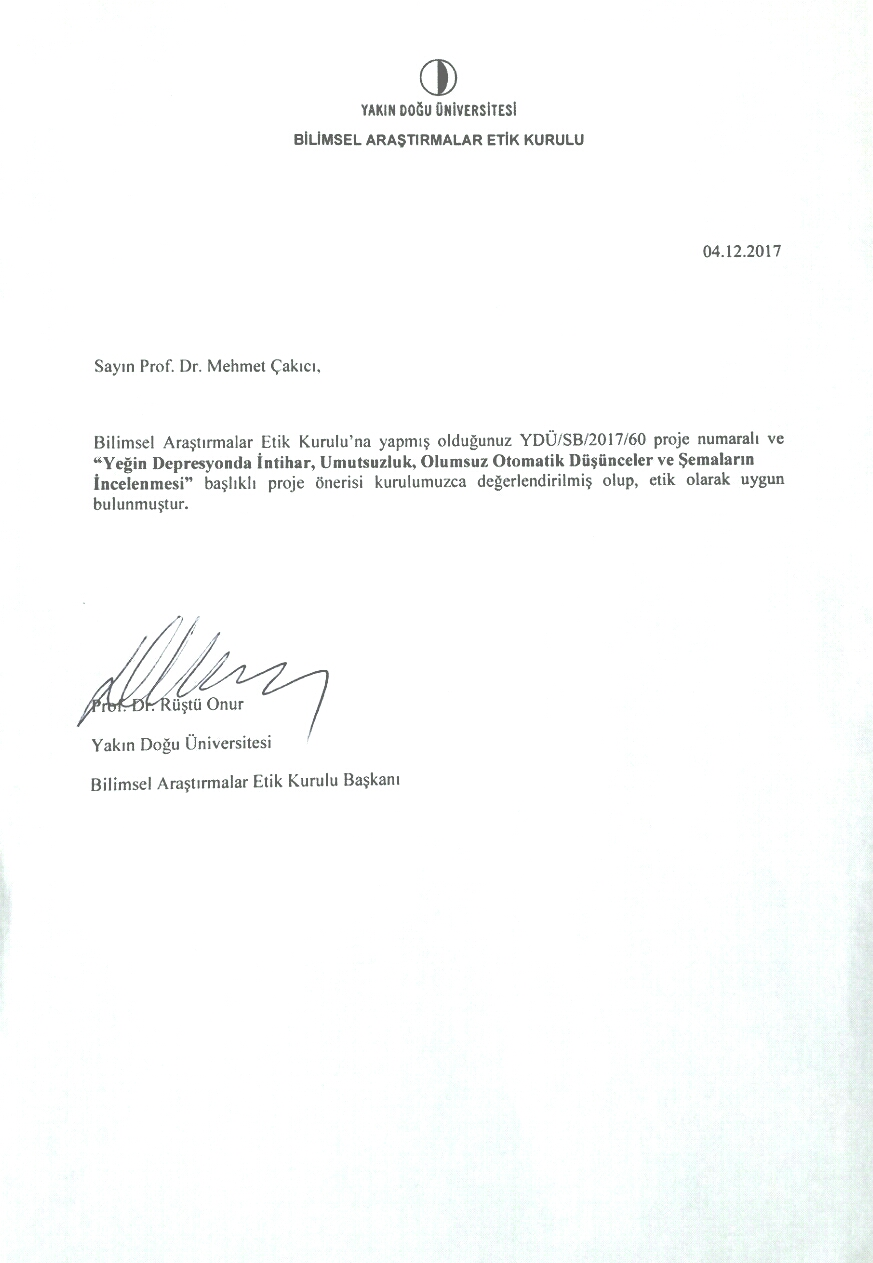 YAKIN DOĞU ÜNİVERSİTESİ
BİLİMSEL ARAŞTIRMALAR ETİK KURULU
04.12.2017
Sayın Prof. Dr. Mehmet Çakıcı,
Bilimsel Araştırmalar Etik Kurulu’na yapmış olduğunuz YDÜ/SB/2017/60 proje numaralı ve
“Yeğin Depresyonda İntihar, Umutsuzluk, Olumsuz Otomatik Düşünceler ve Şemaların
İncelenmesi” başlıklı proje önerisi kurulumuzca değerlendirilmiş olup, etik olarak uygun
bulunmuştur.
Prof. Dr. Rüştü Onur
Yakın Doğu Üniversitesi
Bilimsel Araştırmalar Etik Kurulu Başkanı